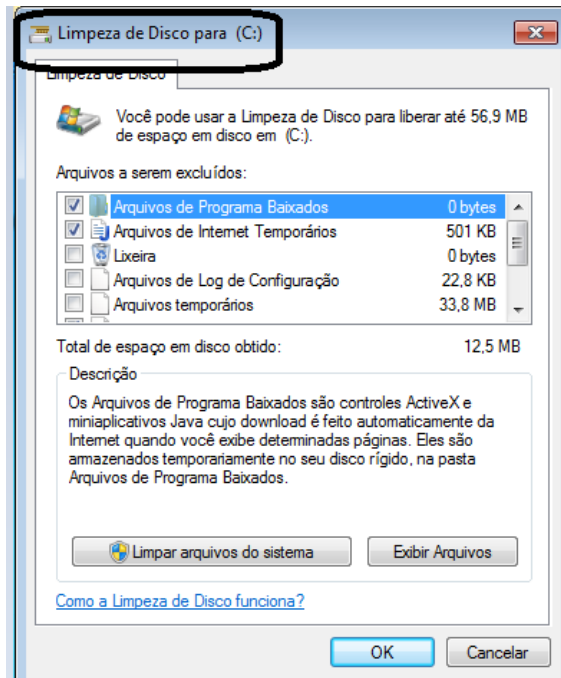 Limpeza de Disco para (C:)
Limpeza de Disco
Você pode usar a Limpeza de Disco para liberar até 56,9 MB
de espaço em disco em (C:).
Arquivos a serem excluídos:
Arquivos de Programa Baixados 0 bytes
Arquivos de Internet Temporários 501 KB
Lixeira 0 bytes
Arquivos de Log de Configuração 22,8 KB
Arquivos temporários 33,8 MB
Total de espaço em disco obtido: 12,5 MB
Descrição
Os Arquivos de Programa Baixados são controles ActiveX e
miniaplicativos Java cujo download é feito automaticamente da
Internet quando você exibe determinadas páginas. Eles são
armazenados temporariamente no seu disco rígido, na pasta
Arquivos de Programa Baixados.
Limpar arquivos do sistema Exibir Arquivos
Como a Limpeza de Disco funciona?
OK Cancelar